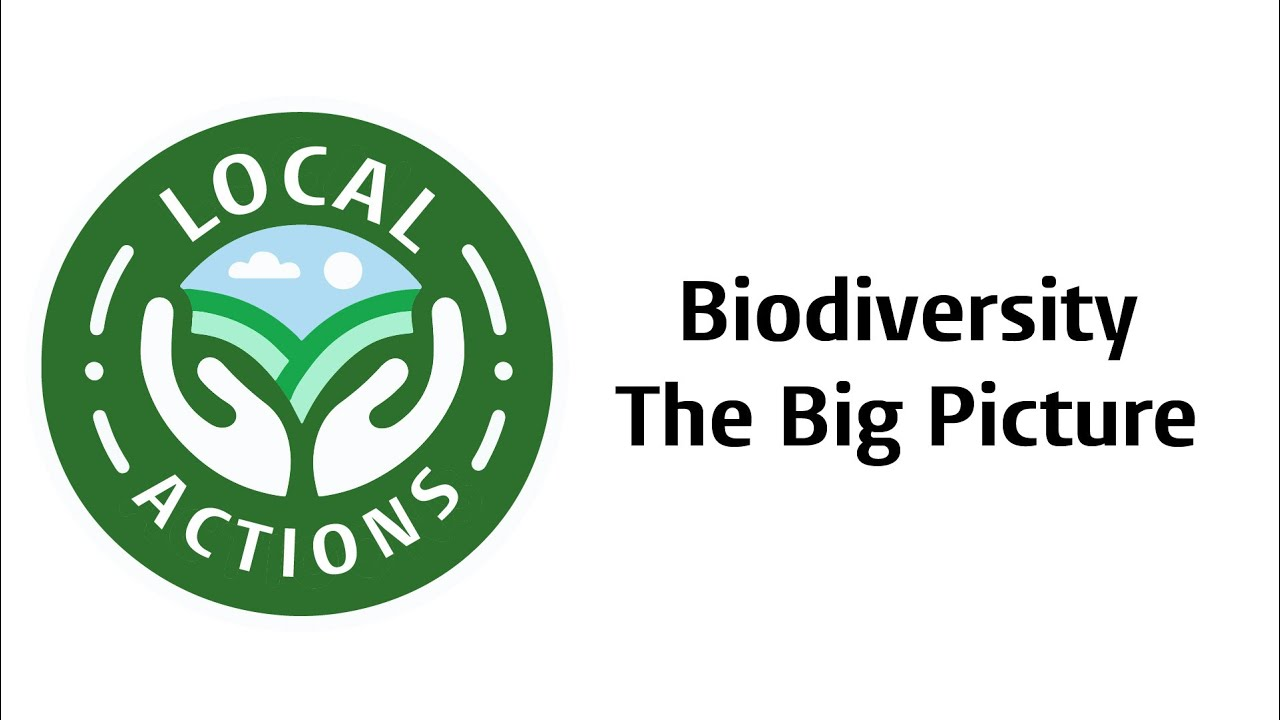 LOCAL
ACTIONS
Biodiversity
The Big Picture